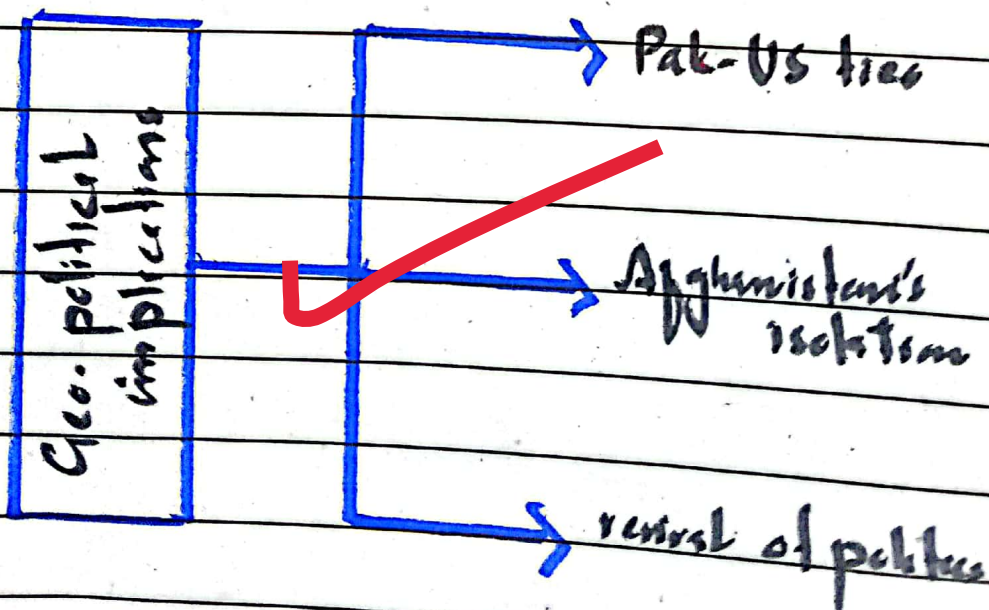 Geo-political
implications
Pak-US ties
Afghanistan's
isolation
revival of politics